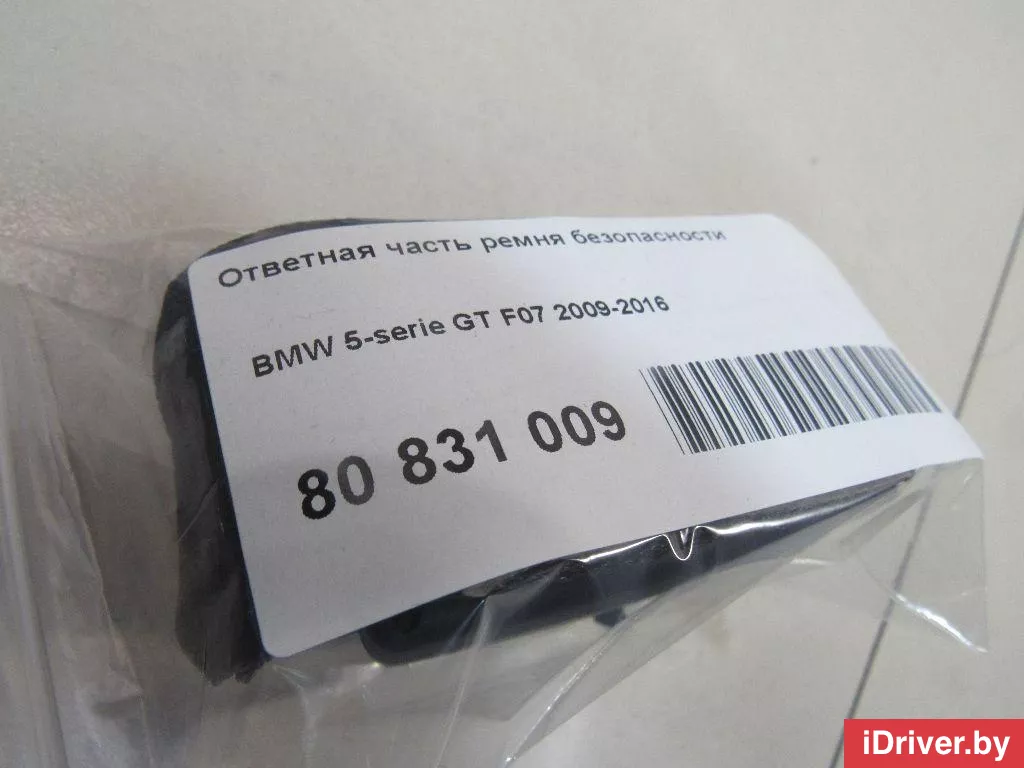 Ответная часть ремня безопасности
BMW 5-serie GT F07 2009-2016
80 831 009
iDriver.by